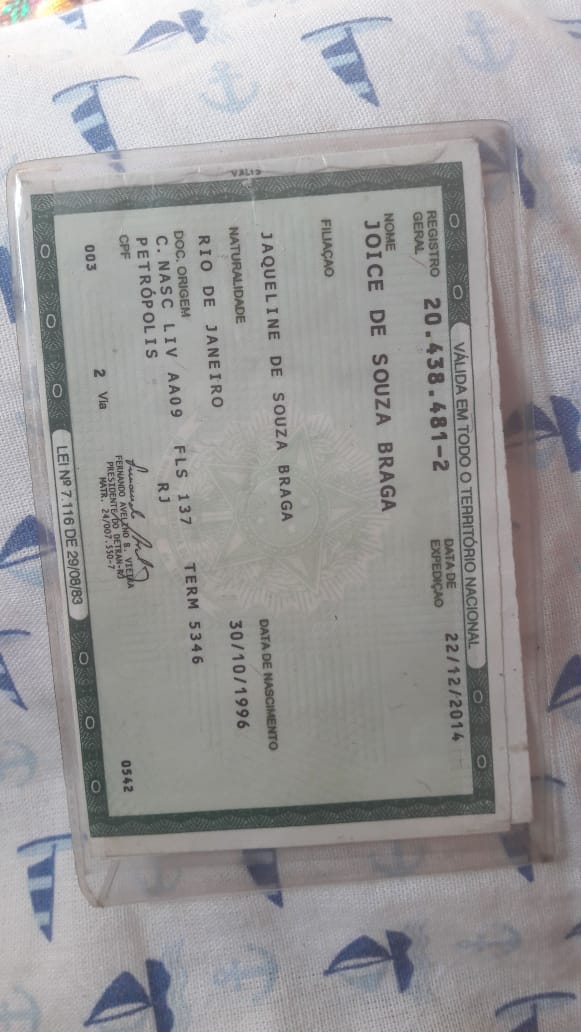 VÁLIDA EM TODO O TERRITÓRIO NACIONAL
REGISTRO GERAL 20.438.481-2 DATA DE EXPEDIÇÃO 22/12/2014
NOME
JOICE DE SOUZA BRAGA
FILIAÇÃO
JAQUELINE DE SOUZA BRAGA
NATURALIDADE DATA DE NASCIMENTO
RIO DE JANEIRO 30/10/1996
DOC. ORIGEM
C.NASC LIV AA09 FLS 137 TERM 5346
PETRÓPOLIS RJ
CPF
003 2 Via 0542
FERNANDO AVELINO B. VIEIRA
PRESIDENTE DO DETRAN-RJ
MATR. 24/007.550-7
LEI Nº 7.116 DE 29/08/83